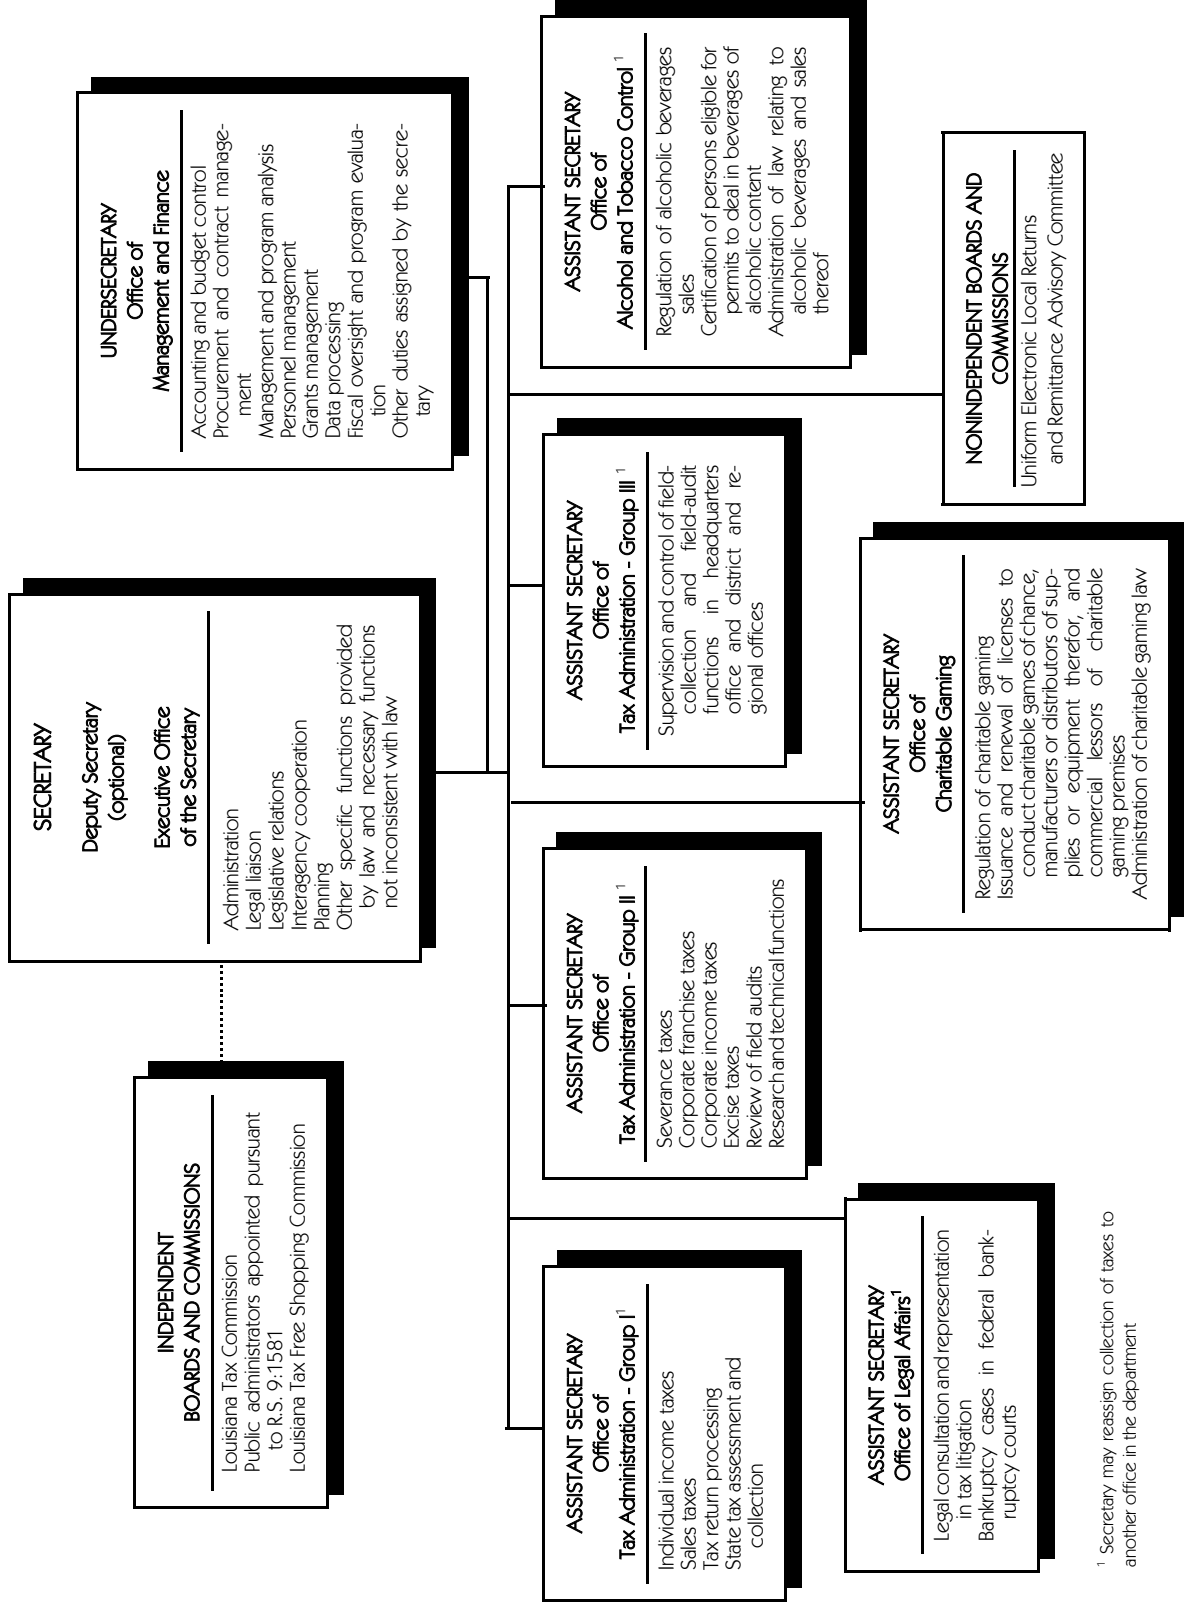 SECRETARY
Deputy Secretary
(optional)
Executive Office
of the Secretary
Administration
Legal liaison
Legislative relations
Interagency cooperation
Planning
Other specific functions provided
by law and necessary functions
not inconsistent with law
INDEPENDENT
BOARDS AND COMMISSIONS
Louisiana Tax Commission
Public administrators appointed pursuant
to R.S. 9:1581
Louisiana Tax Free Shopping Commission
UNDERSECRETARY
Office of
Management and Finance
Accounting and budget control
Procurement and contract manage-
ment
Management and program analysis
Personnel management
Grants management
Data processing
Fiscal oversight and program evalua-
tion
Other duties assigned by the secre-
tary
ASSISTANT SECRETARY
Office of
Tax Administration - Group I¹
Individual income taxes
Sales taxes
Tax return processing
State tax assessment and
collection
ASSISTANT SECRETARY
Office of
Tax Administration - Group II ¹
Severance taxes
Corporate franchise taxes
Corporate income taxes
Excise taxes
Review of field audits
Research and technical functions
ASSISTANT SECRETARY
Office of
Tax Administration - Group III ¹
Supervision and control of field-
collection and field-audit
functions in headquarters
office and district and re-
gional offices
ASSISTANT SECRETARY
Office of
Alcohol and Tobacco Control ¹
Regulation of alcoholic beverages
sales
Certification of persons eligible for
permits to deal in beverages of
alcoholic content
Administration of law relating to
alcoholic beverages and sales
thereof
ASSISTANT SECRETARY
Office of Legal Affairs¹
Legal consultation and representation
in tax litigation
Bankruptcy cases in federal bank-
ruptcy courts
ASSISTANT SECRETARY
Office of
Charitable Gaming
Regulation of charitable gaming
Issuance and renewal of licenses to
conduct charitable games of chance,
manufacturers or distributors of sup-
plies or equipment therefor, and
commercial lessors of charitable
gaming premises
Administration of charitable gaming law
NONINDEPENDENT BOARDS AND
COMMISSIONS
Uniform Electronic Local Returns
and Remittance Advisory Committee
¹ Secretary may reassign collection of taxes to
another office in the department